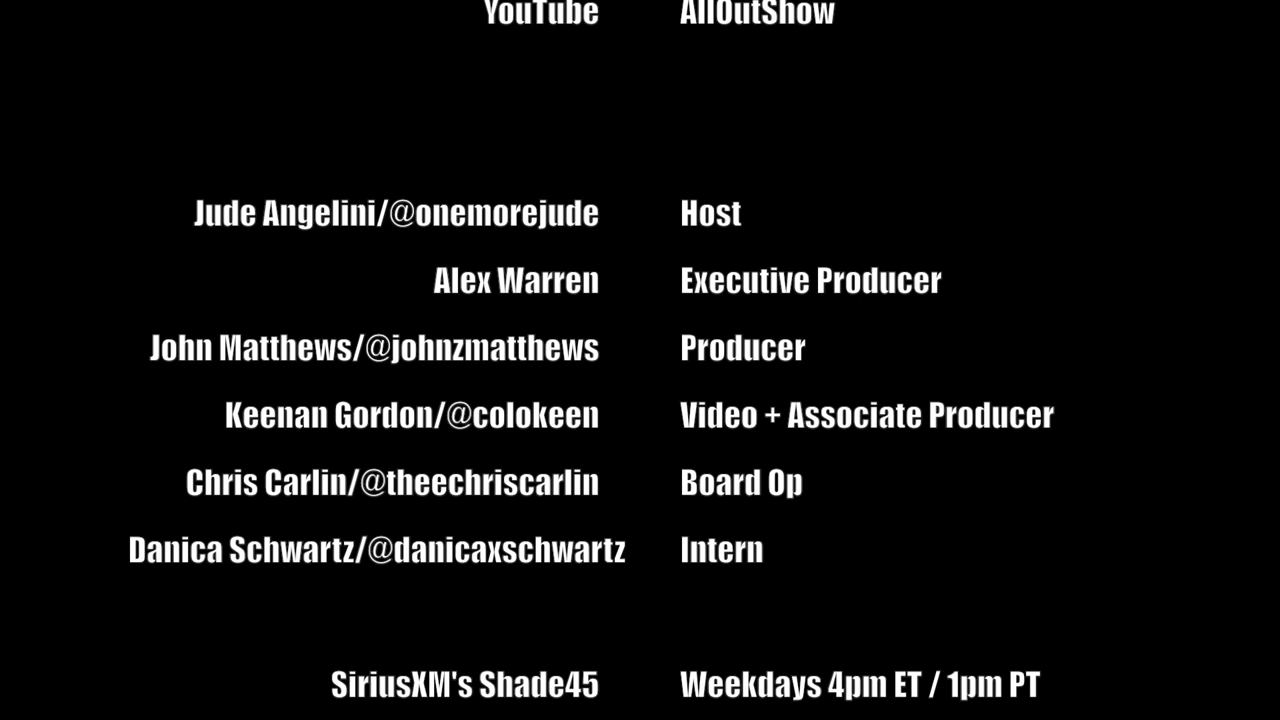 YouTube AllOutShow
Jude Angelini/@onemorejude Host
Alex Warren Executive Producer
John Matthews/@johnzmatthews Producer
Keenan Gordon/@colokeen Video + Associate Producer
Chris Carlin/@theechriscarlin Board Op
Danica Schwartz/@danicaxschwartz Intern
SiriusXM's Shade45 Weekdays 4pm ET / 1pm PT